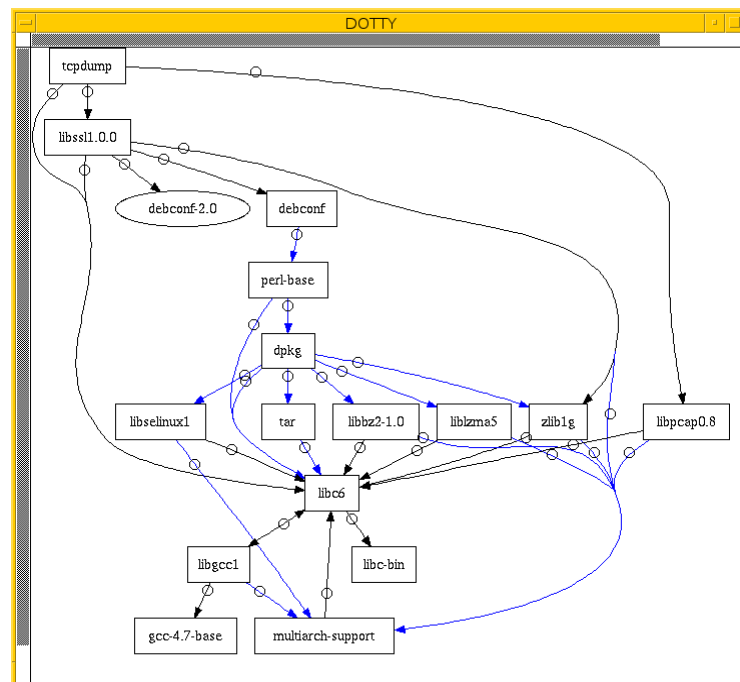 DOTTY
tcpdump
libssl1.0.0
debconf-2.0
debconf
perl-base
dpkg
libselinux1
tar
libbz2-1.0
liblzma5
zlib1g
libpcap0.8
libc6
libgcc1
libc-bin
gcc-4.7-base
multiarch-support